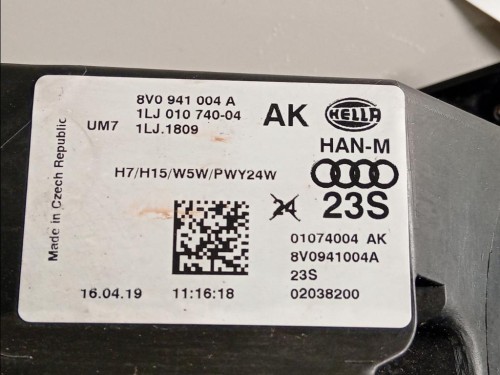 8V0 941 004 A
1LJ 010 740-04
UM7 1LJ.1809
AK
HELLA
HAN-M
H7/H15/W5W/PWY24W
24
23S
Made in Czech Republic
01074004 AK
8V0941004A
23S
02038200
16.04.19 11:16:18